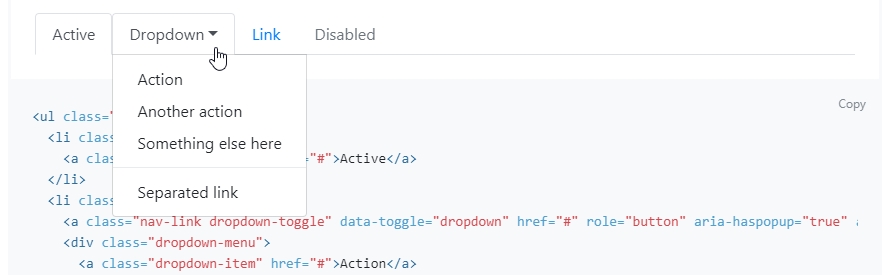 Active Dropdown Link Disabled
Action
Another action
Something else here
Separated link
Copy
<ul class="
<li clas
<a clas ="#">Active</a>
</li>
<li clas
<a class="nav-link dropdown-toggle" data-toggle="dropdown" href="#" role="button" aria-haspopup="true"
<div class="dropdown-menu">
<a class="dropdown-item" href="#">Action</a>